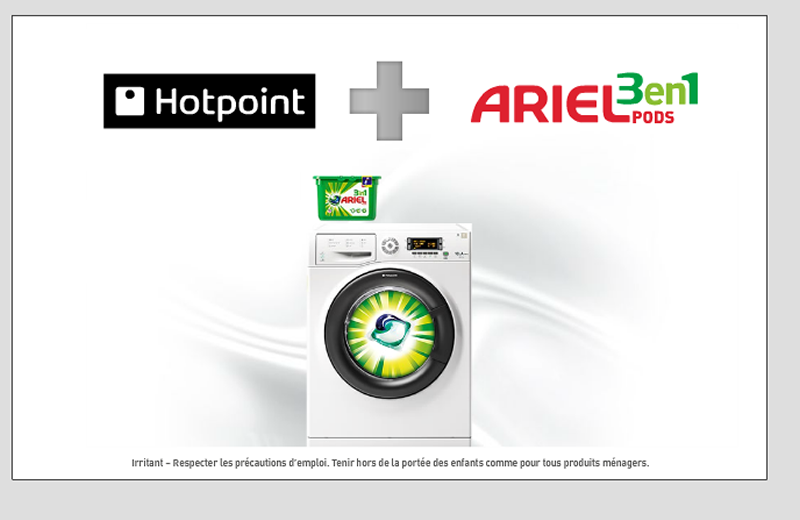 Hotpoint
ARIEL 3en1
PODS
3in1
ARIEL
Irritant – Respecter les précautions d'emploi. Tenir hors de la portée des enfants comme pour tous produits ménagers.